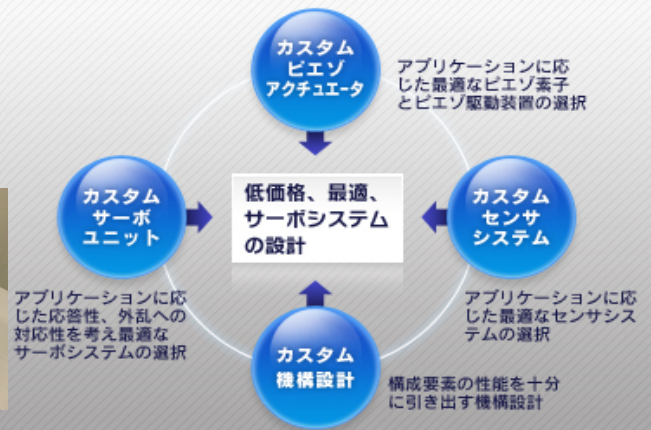 カスタム
ピエゾ
アクチュエータ
アプリケーションに応
じた最適なピエゾ素子
とピエゾ駆動装置の選択
カスタム
サーボ
ユニット
低価格、最適、
サーボシステム
の設計
カスタム
センサ
システム
アプリケーションに応
じた応答性、外乱への
対応性を考え最適な
サーボシステムの選択
アプリケーションに応
じた最適なセンサシス
テムの選択
カスタム
機構設計
構成要素の性能を十分
に引き出す機構設計